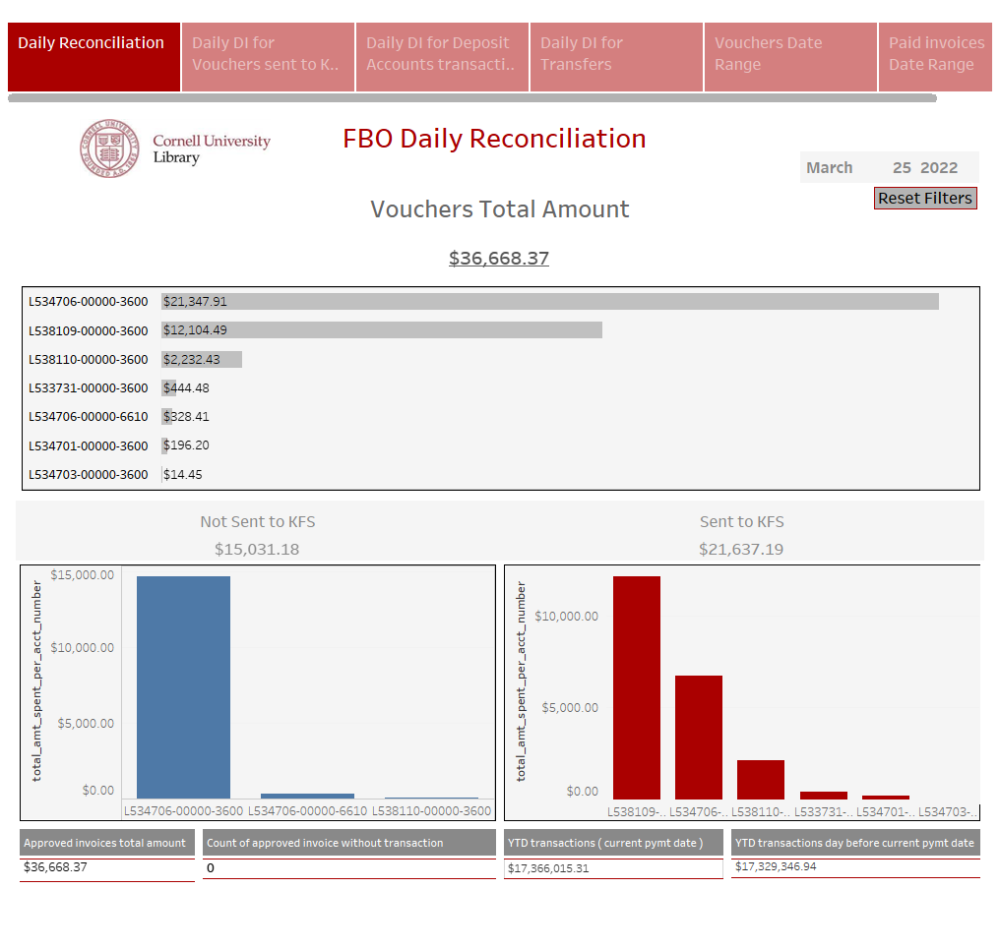 Daily Reconciliation
Daily DI for
Vouchers sent to K..
Daily DI for Deposit
Accounts transacti..
Daily DI for
Transfers
Vouchers Date
Range
Paid invoices
Date Range
CORNELL UNIVERSITY
FOUNDED A.D. 1865
Cornell University
Library
FBO Daily Reconciliation
March 25 2022
Reset Filters
Vouchers Total Amount
$36,668.37
L534706-00000-3600 $21,347.91
L538109-00000-3600 $12,104.49
L538110-00000-3600 $2,232.43
L533731-00000-3600 $444.48
L534706-00000-6610 $328.41
L534701-00000-3600 $196.20
L534703-00000-3600 $14.45
Not Sent to KFS
$15,031.18
Sent to KFS
$21,637.19
total_amt_spent_per_acct_number
$15,000.00
$10,000.00
$5,000.00
$0.00
L534706-00000-3600 L534706-00000-6610 L538110-00000-3600
total_amt_spent_per_acct_number
$10,000.00
$5,000.00
$0.00
L538109-.. L534706-.. L538110-.. L533731-.. L534701-.. L534703-..
Approved invoices total amount
$36,668.37
Count of approved invoice without transaction
0
YTD transactions ( current pymt date )
$17,366,015.31
YTD transactions day before current pymt date
$17,329,346.94